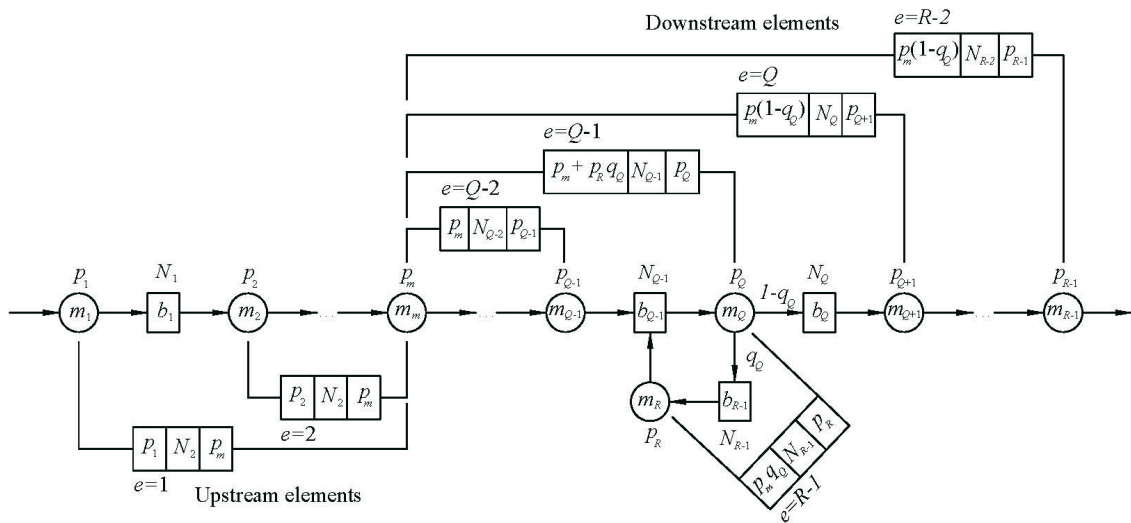 e=R-2
Downstream elements
p_m(1-q_Q) N_{R-2} p_{R-1}
e=Q
p_m(1-q_Q) N_Q p_{Q+1}
e=Q-1
p_m + p_R q_Q N_{Q-1} p_Q
e=Q-2
p_m N_{Q-2} p_{Q-1}
p_1 N_1 p_2 p_m p_{Q-1} N_{Q-1} p_Q N_Q p_{Q+1} p_{R-1}
1-q_Q
m_1 b_1 m_2 ... m_m ... m_{Q-1} b_{Q-1} m_Q b_Q m_{Q+1} ... m_{R-1}
q_Q
p_2 N_2 p_m
m_R b_{R-1}
e=2
p_R N_{R-1}
p_1 N_2 p_m
e=1
p_m q_Q N_{R-1} p_R
e=R-1
Upstream elements